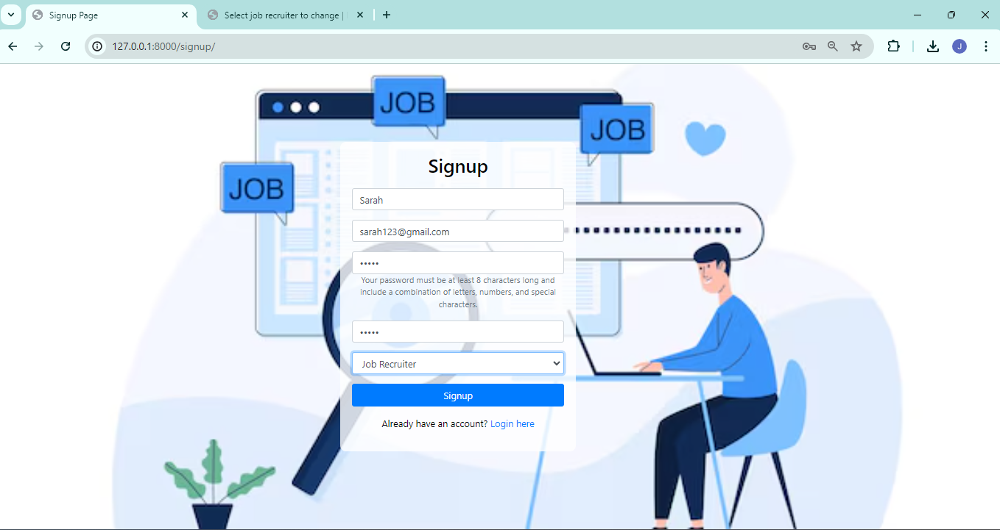 Signup Page
Select job recruiter to change |
127.0.0.1:8000/signup/
J
JOB
JOB
JOB
Signup
Sarah
sarah123@gmail.com
•••••
Your password must be at least 8 characters long and
include a combination of letters, numbers, and special
characters.
•••••
Job Recruiter
Signup
Already have an account? Login here